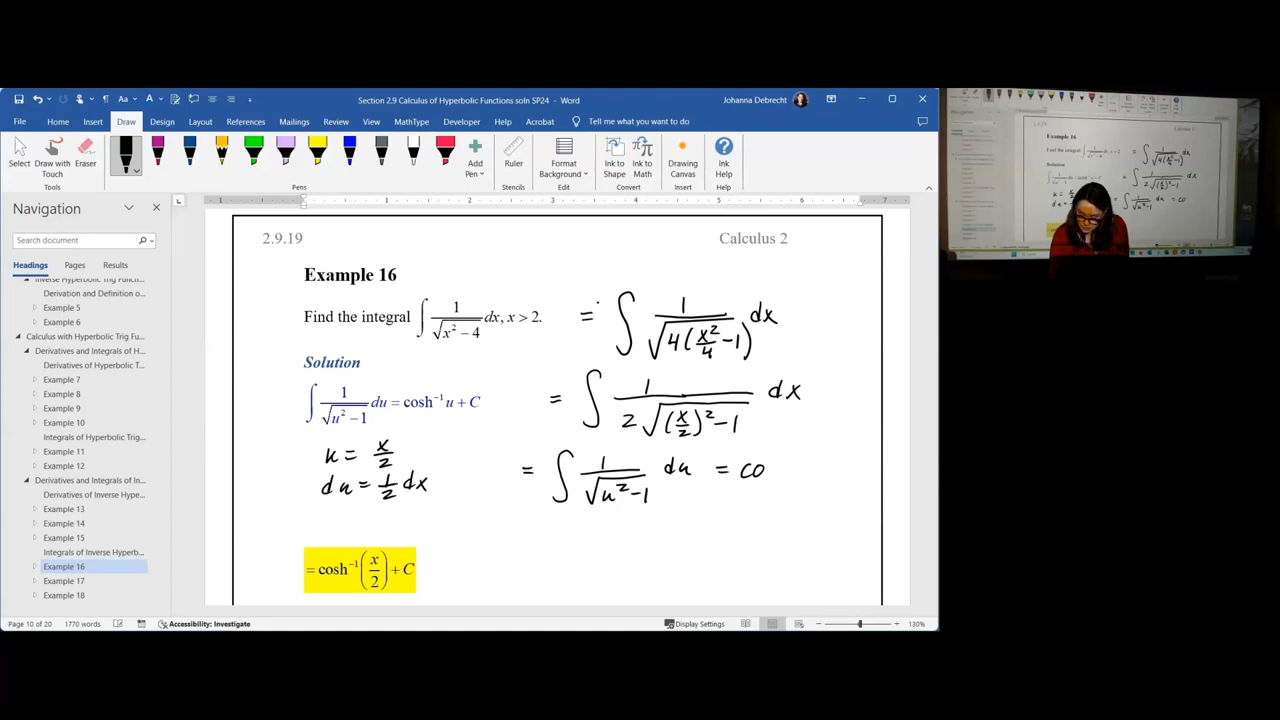 Section 2.9 Calculus of Hyperbolic Functions soln SP24 - Word
Johanna Debrecht
File Home Insert Draw Design Layout References Mailings Review View MathType Developer Help Acrobat Tell me what you want to do
Select
Draw with Touch
Eraser
Add Pen
Ruler
Format Background
Ink to Shape
Ink to Math
Drawing Canvas
Ink Help
Tools
Pens
Stencils
Edit
Convert
Insert
Help
Navigation
Search document
Headings Pages Results
Inverse Hyperbolic Trig Functi...
Derivation and Definition o...
Example 5
Example 6
Calculus with Hyperbolic Trig Fu...
Derivatives and Integrals of H...
Derivatives of Hyperbolic T...
Example 7
Example 8
Example 9
Example 10
Integrals of Hyperbolic Trig...
Example 11
Example 12
Derivatives and Integrals of In...
Derivatives of Inverse Hype...
Example 13
Example 14
Example 15
Integrals of Inverse Hyperb...
Example 16
Example 17
Example 18
2.9.19 Calculus 2
Example 16
Find the integral ∫ 1/√(x² − 4) dx, x > 2. = ∫ 1/√(4(x²/4 − 1)) dx
Solution
∫ 1/√(u² − 1) du = cosh⁻¹ u + C = ∫ 1/(2√((x/2)² − 1)) dx
u = x/2
du = 1/2 dx = ∫ 1/√(u² − 1) du = co
= cosh⁻¹(x/2) + C
Page 10 of 20 1770 words Accessibility: Investigate Display Settings 130%